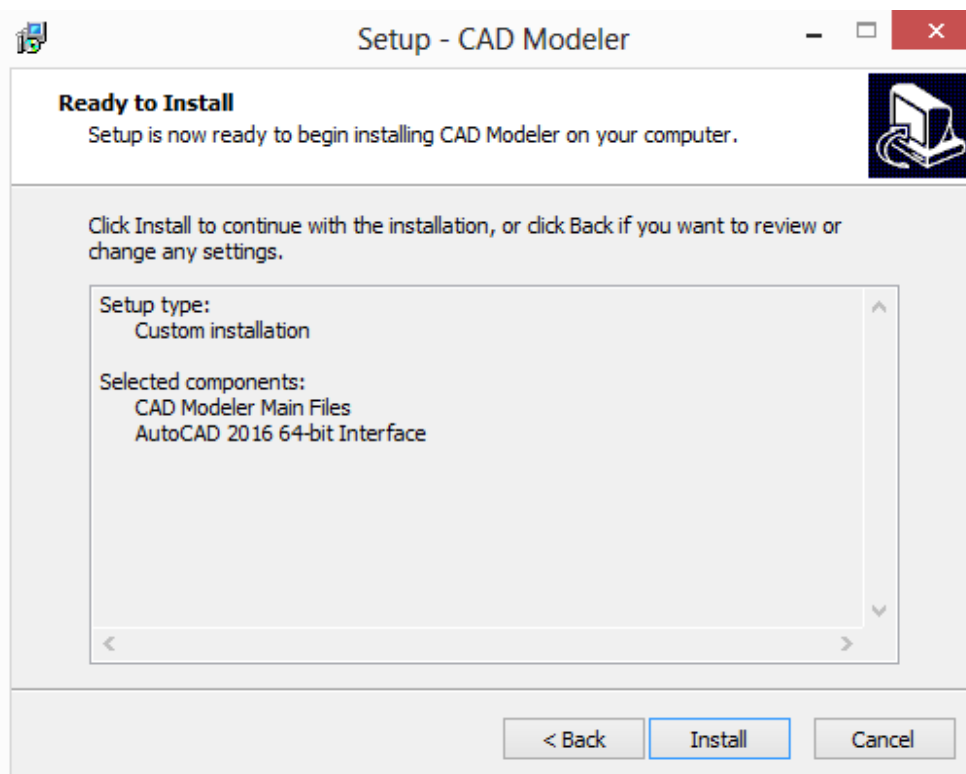 Setup - CAD Modeler
Ready to Install
Setup is now ready to begin installing CAD Modeler on your computer.
Click Install to continue with the installation, or click Back if you want to review or
change any settings.
Setup type:
Custom installation
Selected components:
CAD Modeler Main Files
AutoCAD 2016 64-bit Interface
< Back Install Cancel